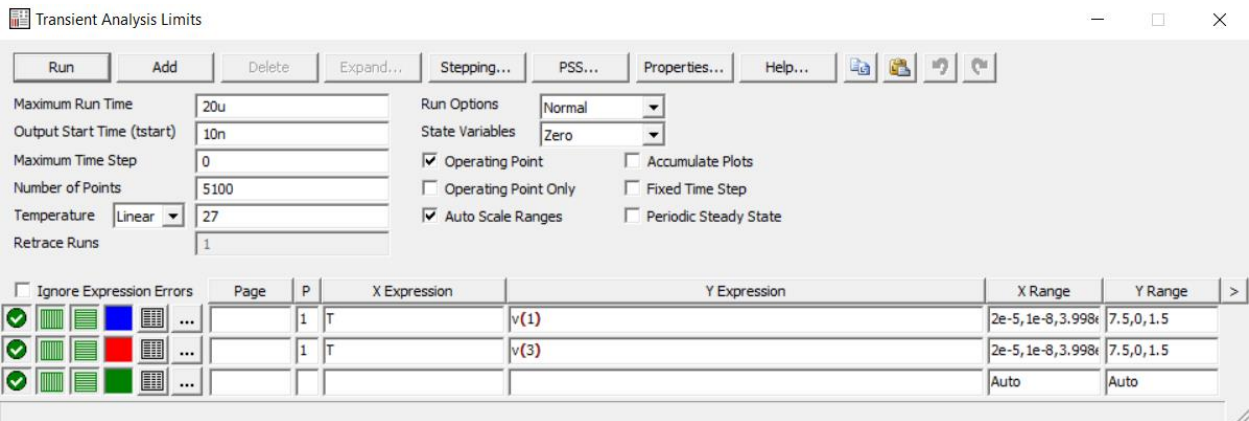 Transient Analysis Limits
Run Add Delete Expand... Stepping... PSS... Properties... Help...
Maximum Run Time 20u Run Options Normal
Output Start Time (tstart) 10n State Variables Zero
Maximum Time Step 0 Operating Point Accumulate Plots
Number of Points 5100 Operating Point Only Fixed Time Step
Temperature Linear 27 Auto Scale Ranges Periodic Steady State
Retrace Runs 1
Ignore Expression Errors Page P X Expression Y Expression X Range Y Range >
... 1 T v(1) 2e-5,1e-8,3.998e 7.5,0,1.5
... 1 T v(3) 2e-5,1e-8,3.998e 7.5,0,1.5
... Auto Auto